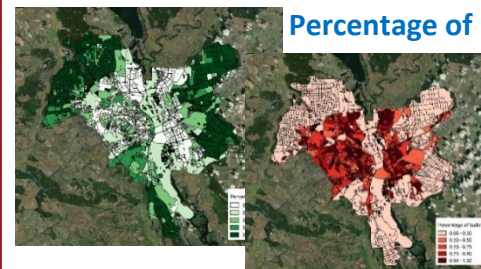 Percentage of
Percen
Percentage of build
0.00 - 0.30
0.30 - 0.50
0.50 - 0.75
0.75 - 0.90
0.90 - 1.00